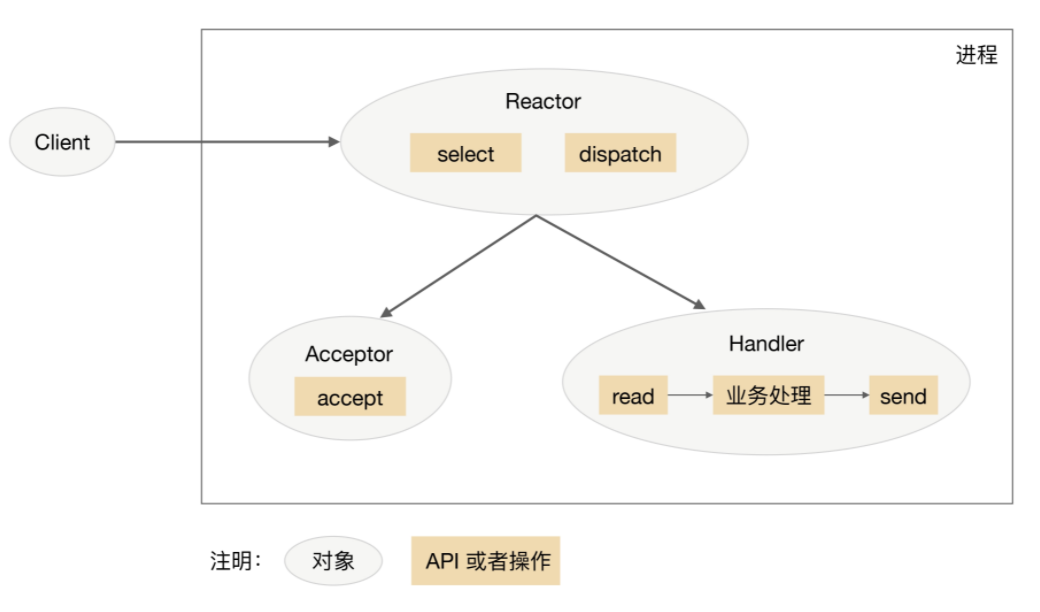 进程
Client
Reactor
select
dispatch
Acceptor
accept
Handler
read
业务处理
send
注明：
对象
API 或者操作